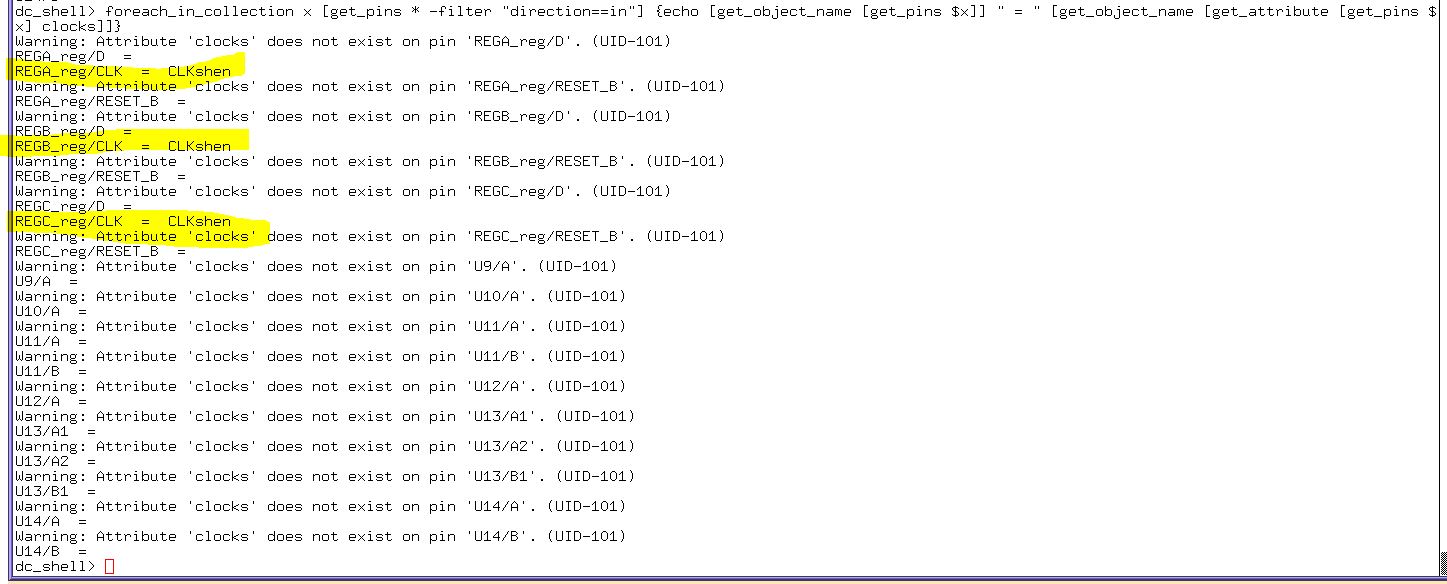 dc_shell> foreach_in_collection x [get_pins * -filter "direction==in"] {echo [get_object_name [get_pins $x]] " = " [get_object_name [get_attribute [get_pins $
x] clocks]]}
Warning: Attribute 'clocks' does not exist on pin 'REGA_reg/D'. (UID-101)
REGA_reg/D  =
REGA_reg/CLK  =  CLKshen
Warning: Attribute 'clocks' does not exist on pin 'REGA_reg/RESET_B'. (UID-101)
REGA_reg/RESET_B  =
Warning: Attribute 'clocks' does not exist on pin 'REGB_reg/D'. (UID-101)
REGB_reg/D  =
REGB_reg/CLK  =  CLKshen
Warning: Attribute 'clocks' does not exist on pin 'REGB_reg/RESET_B'. (UID-101)
REGB_reg/RESET_B  =
Warning: Attribute 'clocks' does not exist on pin 'REGC_reg/D'. (UID-101)
REGC_reg/D  =
REGC_reg/CLK  =  CLKshen
Warning: Attribute 'clocks' does not exist on pin 'REGC_reg/RESET_B'. (UID-101)
REGC_reg/RESET_B  =
Warning: Attribute 'clocks' does not exist on pin 'U9/A'. (UID-101)
U9/A  =
Warning: Attribute 'clocks' does not exist on pin 'U10/A'. (UID-101)
U10/A  =
Warning: Attribute 'clocks' does not exist on pin 'U11/A'. (UID-101)
U11/A  =
Warning: Attribute 'clocks' does not exist on pin 'U11/B'. (UID-101)
U11/B  =
Warning: Attribute 'clocks' does not exist on pin 'U12/A'. (UID-101)
U12/A  =
Warning: Attribute 'clocks' does not exist on pin 'U13/A1'. (UID-101)
U13/A1  =
Warning: Attribute 'clocks' does not exist on pin 'U13/A2'. (UID-101)
U13/A2  =
Warning: Attribute 'clocks' does not exist on pin 'U13/B1'. (UID-101)
U13/B1  =
Warning: Attribute 'clocks' does not exist on pin 'U14/A'. (UID-101)
U14/A  =
Warning: Attribute 'clocks' does not exist on pin 'U14/B'. (UID-101)
U14/B  =
dc_shell>